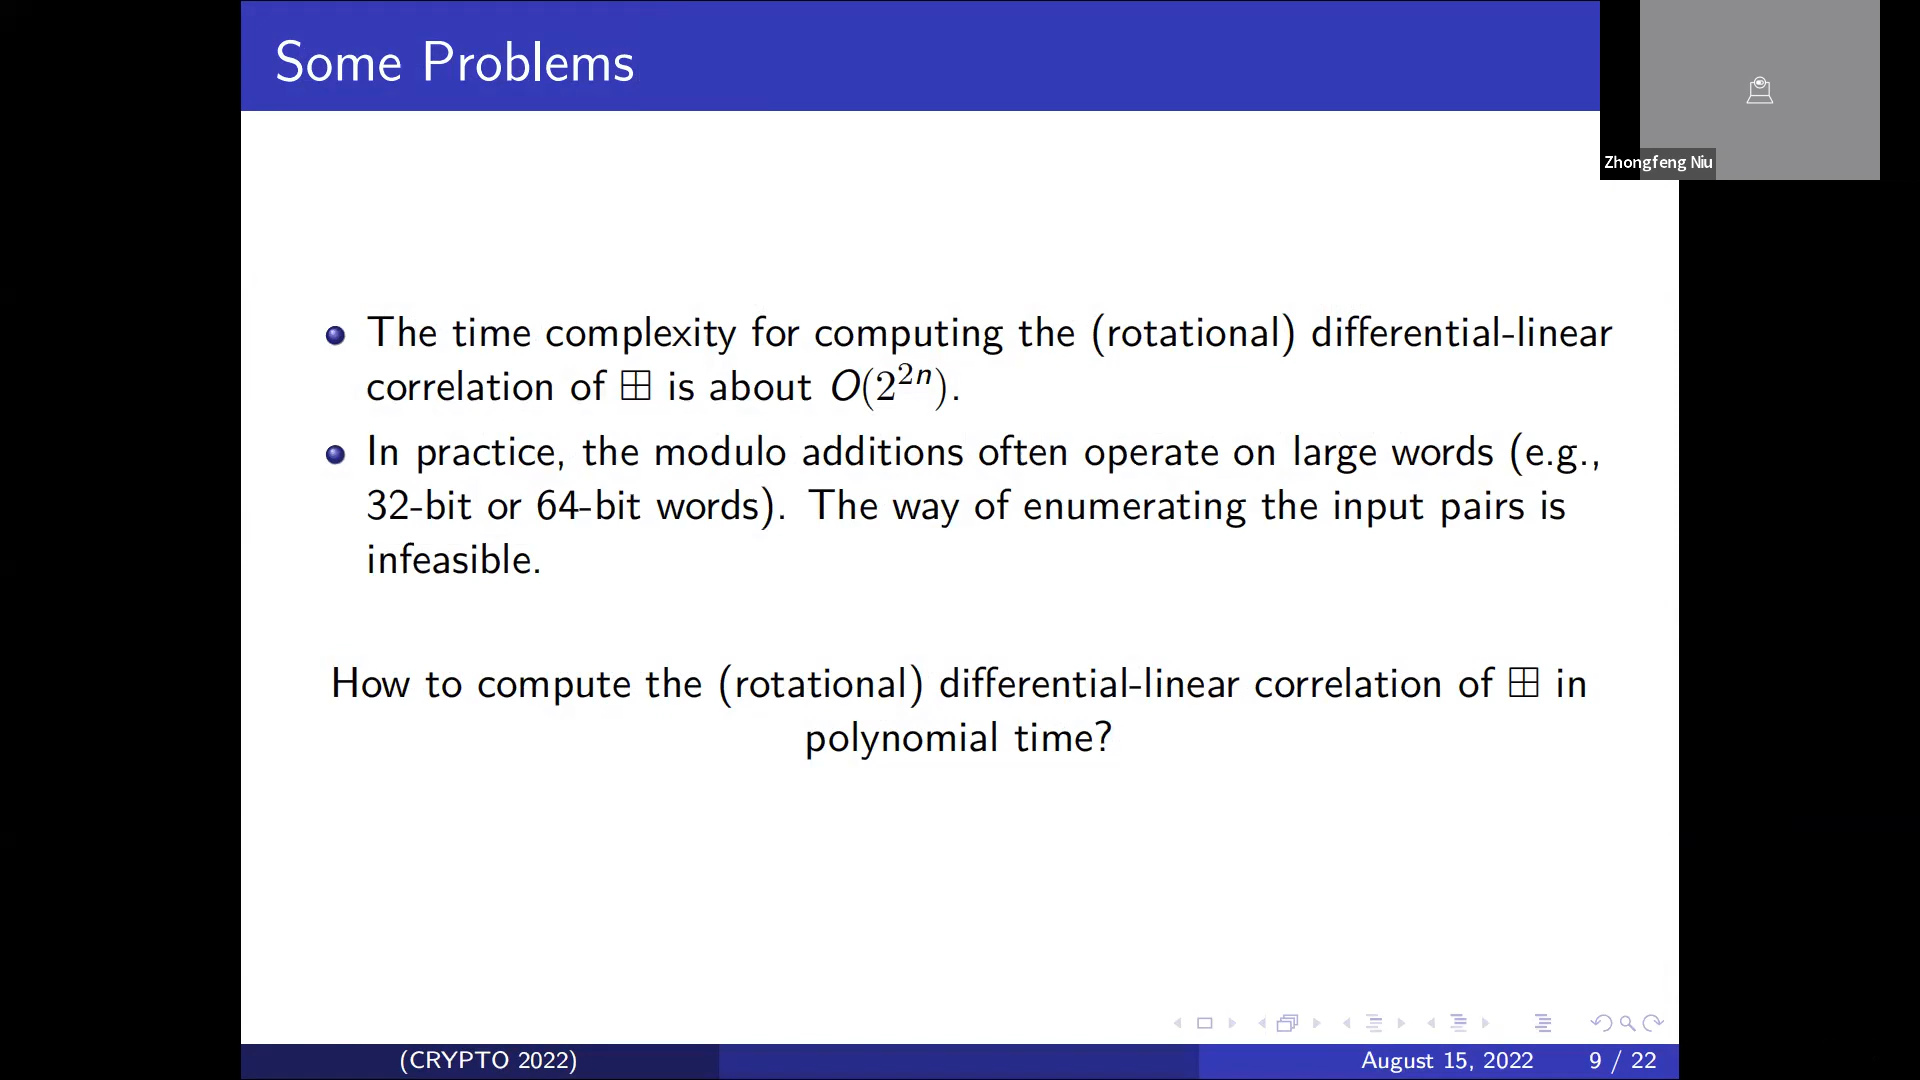 Some Problems
Zhongfeng Niu
The time complexity for computing the (rotational) differential-linear
correlation of ⊞ is about O(2^{2n}).
In practice, the modulo additions often operate on large words (e.g.,
32-bit or 64-bit words). The way of enumerating the input pairs is
infeasible.
How to compute the (rotational) differential-linear correlation of ⊞ in
polynomial time?
(CRYPTO 2022)
August 15, 2022
9 / 22